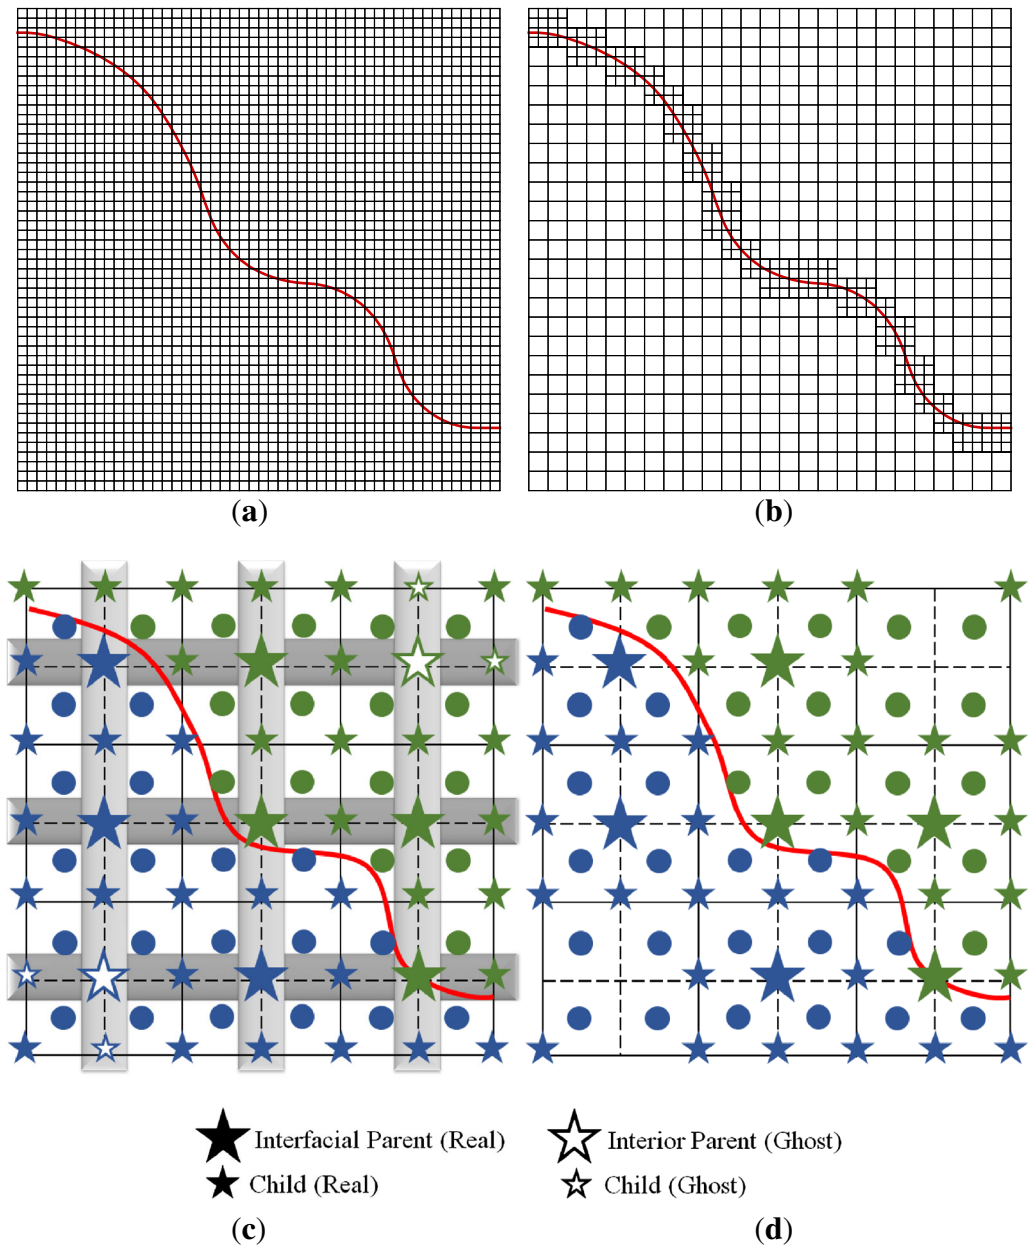 (a)
(b)
Interfacial Parent (Real)
Interior Parent (Ghost)
Child (Real)
Child (Ghost)
(c)
(d)